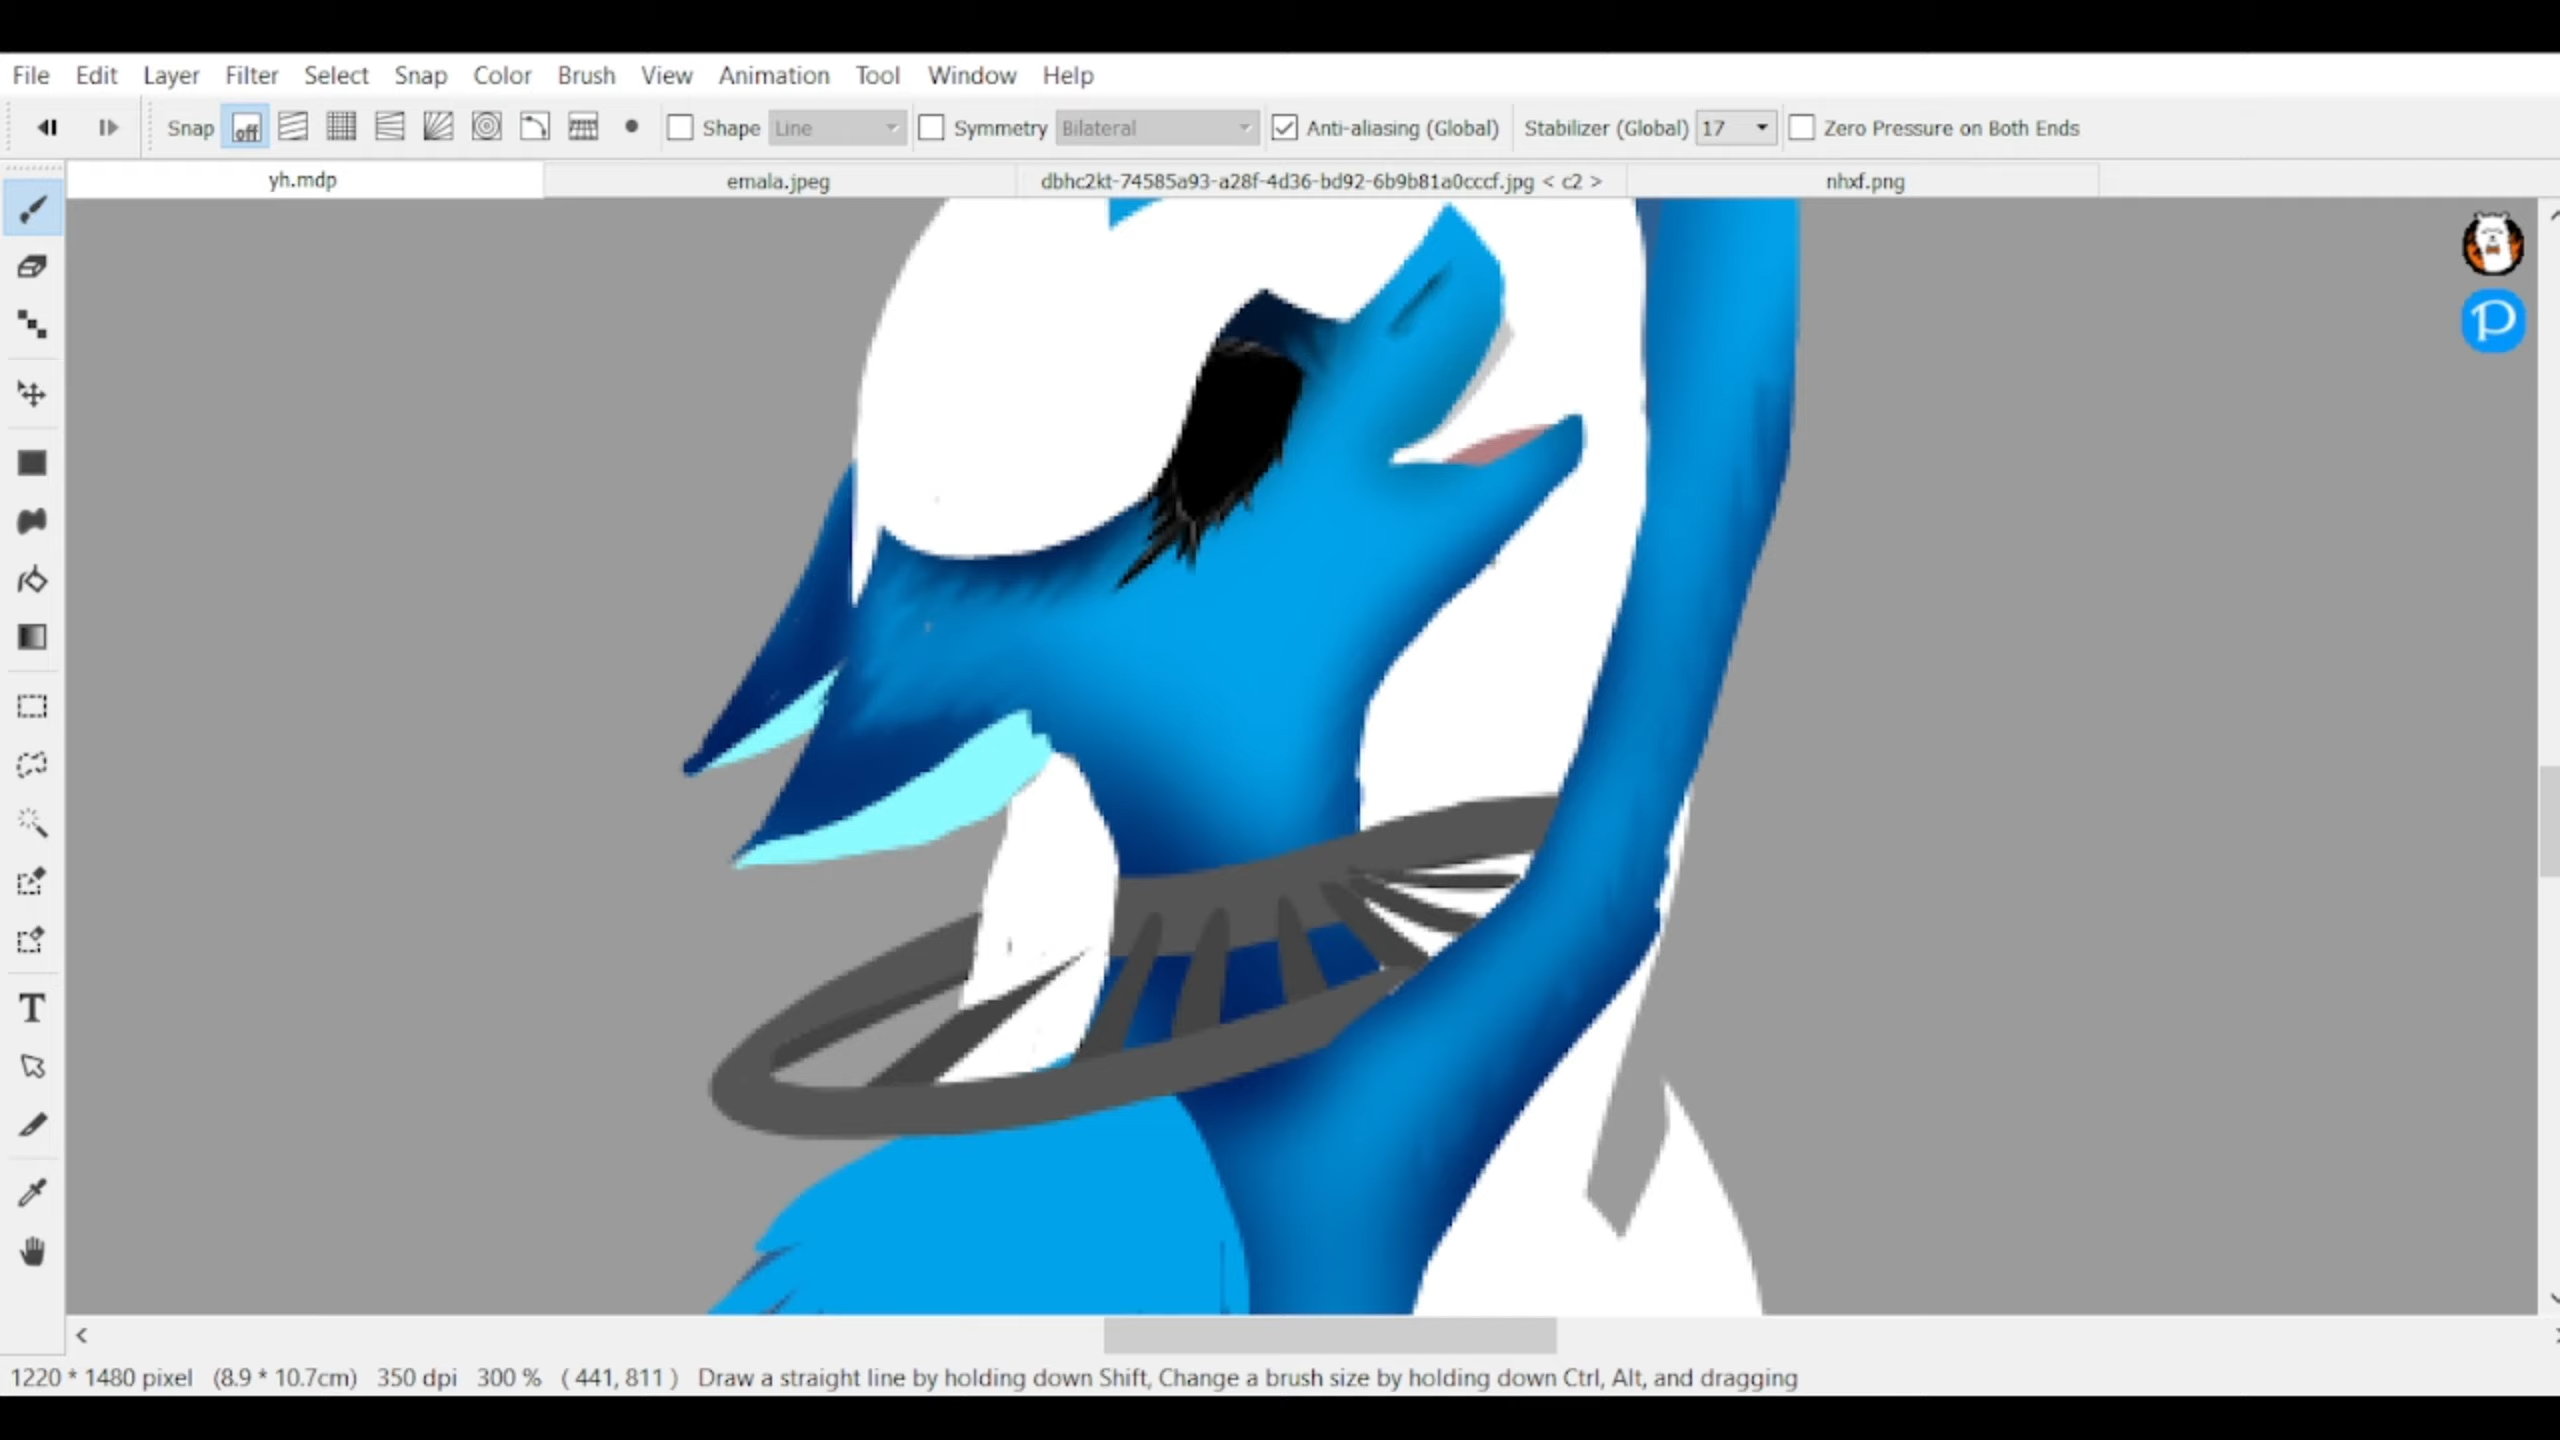 File Edit Layer Filter Select Snap Color Brush View Animation Tool Window Help
Snap off Shape Line Symmetry Bilateral Anti-aliasing (Global) Stabilizer (Global) 17 Zero Pressure on Both Ends
yh.mdp emala.jpeg dbhc2kt-74585a93-a28f-4d36-bd92-6b9b81a0cccf.jpg < c2 > nhxf.png
P
T
1220 * 1480 pixel (8.9 * 10.7cm) 350 dpi 300 % ( 441, 811 ) Draw a straight line by holding down Shift, Change a brush size by holding down Ctrl, Alt, and dragging